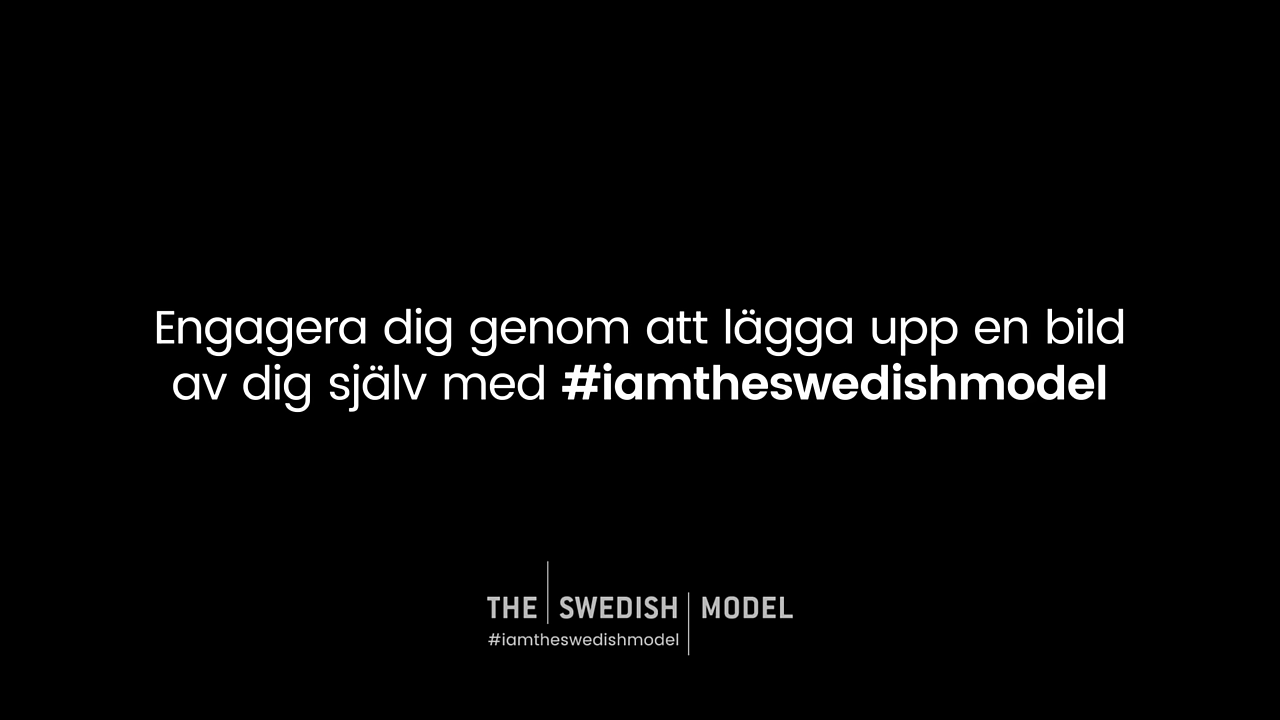 Engagera dig genom att lägga upp en bild
av dig själv med #iamtheswedishmodel
THE SWEDISH MODEL
#iamtheswedishmodel